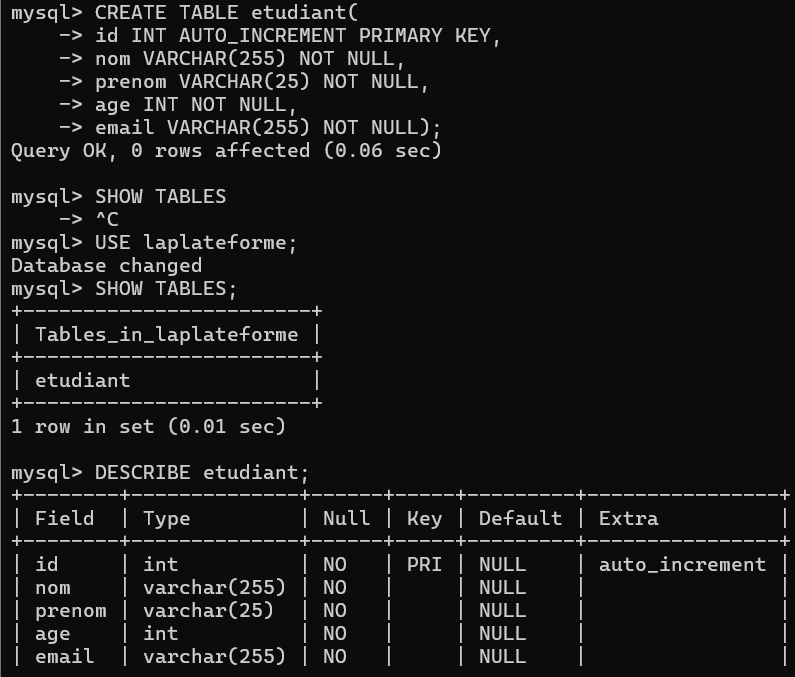 mysql> CREATE TABLE etudiant(
    -> id INT AUTO_INCREMENT PRIMARY KEY,
    -> nom VARCHAR(255) NOT NULL,
    -> prenom VARCHAR(25) NOT NULL,
    -> age INT NOT NULL,
    -> email VARCHAR(255) NOT NULL);
Query OK, 0 rows affected (0.06 sec)

mysql> SHOW TABLES
    -> ^C
mysql> USE laplateforme;
Database changed
mysql> SHOW TABLES;
+------------------------+
| Tables_in_laplateforme |
+------------------------+
| etudiant               |
+------------------------+
1 row in set (0.01 sec)

mysql> DESCRIBE etudiant;
+--------+--------------+------+-----+---------+----------------+
| Field  | Type         | Null | Key | Default | Extra          |
+--------+--------------+------+-----+---------+----------------+
| id     | int          | NO   | PRI | NULL    | auto_increment |
| nom    | varchar(255) | NO   |     | NULL    |                |
| prenom | varchar(25)  | NO   |     | NULL    |                |
| age    | int          | NO   |     | NULL    |                |
| email  | varchar(255) | NO   |     | NULL    |                |